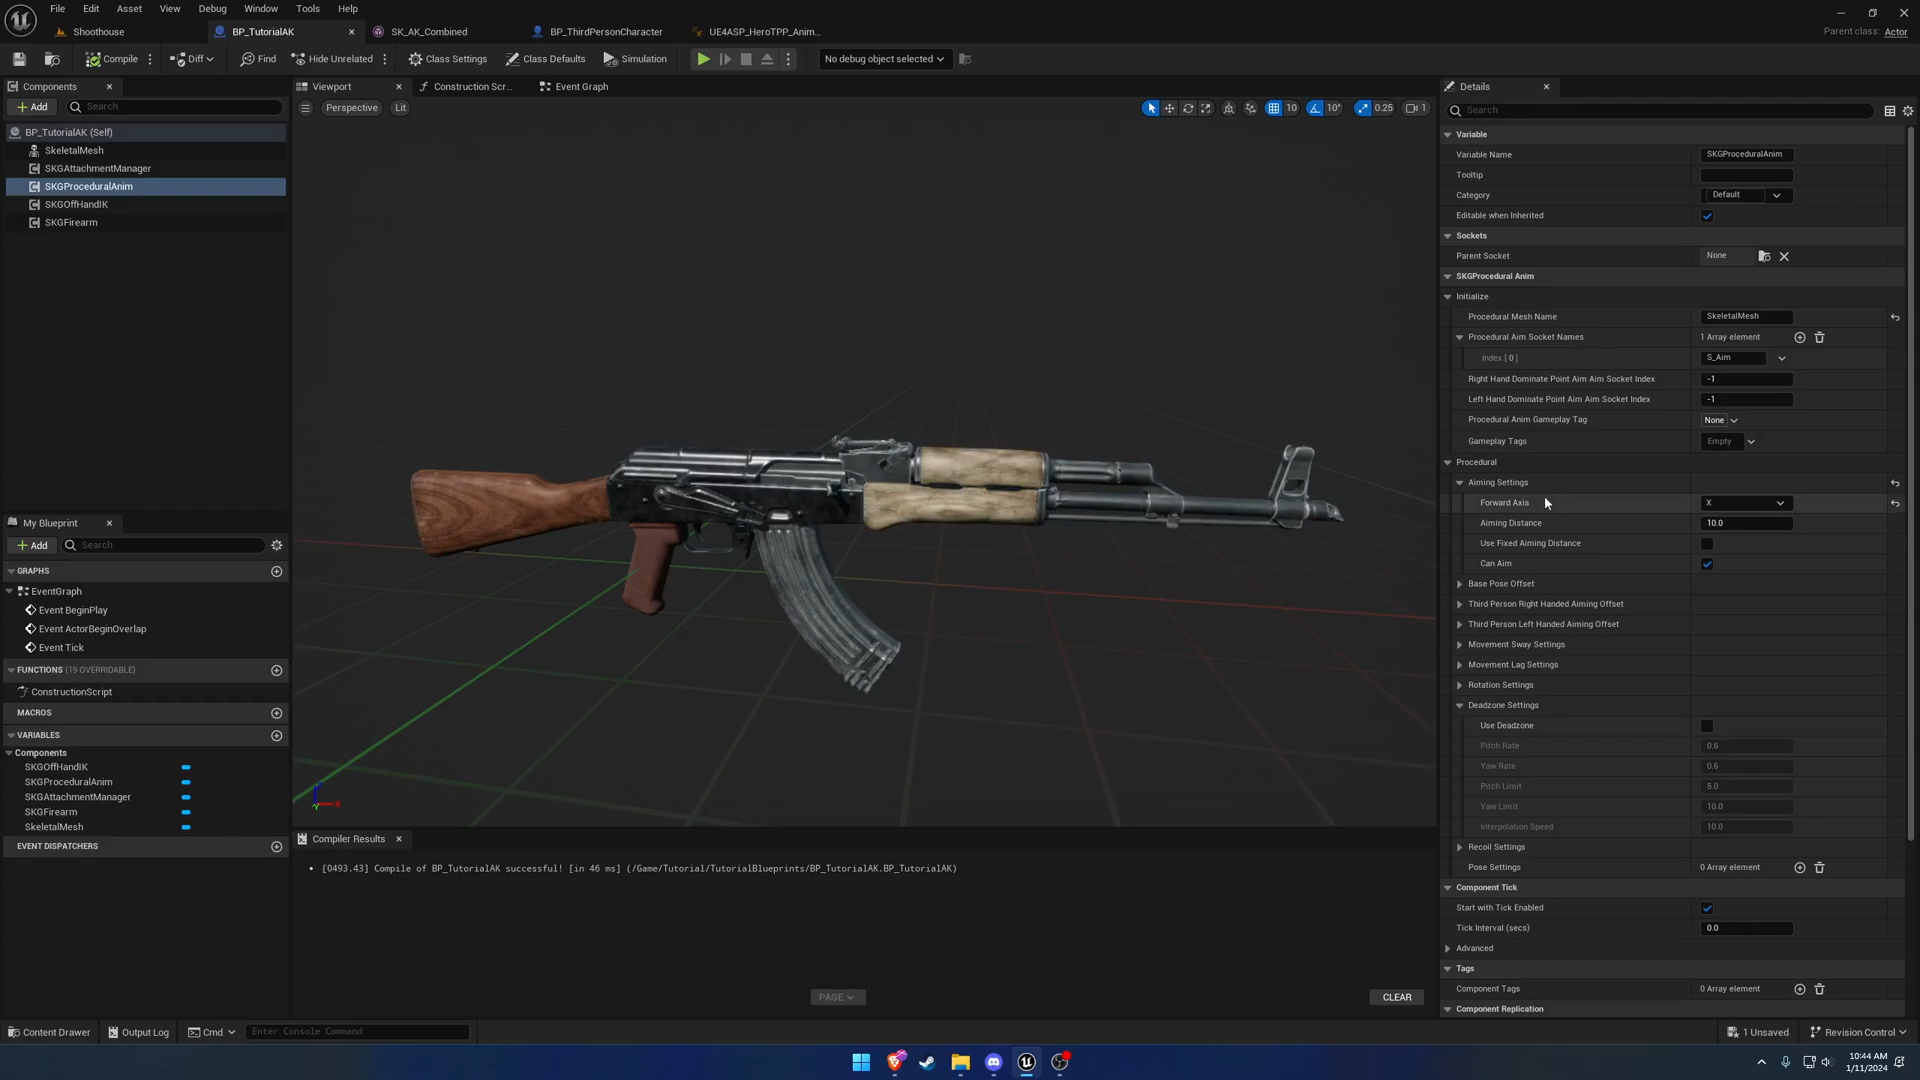 File Edit Asset View Debug Window Tools Help
Shoothouse BP_TutorialAK SK_AK_Combined BP_ThirdPersonCharacter UE4ASP_HeroTPP_Anim...
Parent class: Actor
Compile Diff Find Hide Unrelated Class Settings Class Defaults Simulation No debug object selected
Components
Add Search
BP_TutorialAK (Self)
SkeletalMesh
SKGAttachmentManager
SKGProceduralAnim
SKGOffHandIK
SKGFirearm
Viewport Construction Scr... Event Graph
Perspective Lit
10 10° 0.25 1
My Blueprint
Add Search
GRAPHS
EventGraph
Event BeginPlay
Event ActorBeginOverlap
Event Tick
FUNCTIONS (19 OVERRIDABLE)
ConstructionScript
MACROS
VARIABLES
Components
SKGOffHandIK
SKGProceduralAnim
SKGAttachmentManager
SKGFirearm
SkeletalMesh
EVENT DISPATCHERS
X
Y
Compiler Results
[0493.43] Compile of BP_TutorialAK successful! [in 46 ms] (/Game/Tutorial/TutorialBlueprints/BP_TutorialAK.BP_TutorialAK)
PAGE
CLEAR
Details
Search
Variable
Variable Name SKGProceduralAnim
Tooltip
Category Default
Editable when Inherited
Sockets
Parent Socket None
SKGProcedural Anim
Initialize
Procedural Mesh Name SkeletalMesh
Procedural Aim Socket Names 1 Array element
Index [ 0 ] S_Aim
Right Hand Dominate Point Aim Aim Socket Index -1
Left Hand Dominate Point Aim Aim Socket Index -1
Procedural Anim Gameplay Tag None
Gameplay Tags Empty
Procedural
Aiming Settings
Forward Axis X
Aiming Distance 10.0
Use Fixed Aiming Distance
Can Aim
Base Pose Offset
Third Person Right Handed Aiming Offset
Third Person Left Handed Aiming Offset
Movement Sway Settings
Movement Lag Settings
Rotation Settings
Deadzone Settings
Use Deadzone
Pitch Rate 0.6
Yaw Rate 0.6
Pitch Limit 5.0
Yaw Limit 10.0
Interpolation Speed 10.0
Recoil Settings
Pose Settings 0 Array element
Component Tick
Start with Tick Enabled
Tick Interval (secs) 0.0
Advanced
Tags
Component Tags 0 Array element
Component Replication
Content Drawer Output Log Cmd Enter Console Command
1 Unsaved Revision Control
10:44 AM
1/11/2024